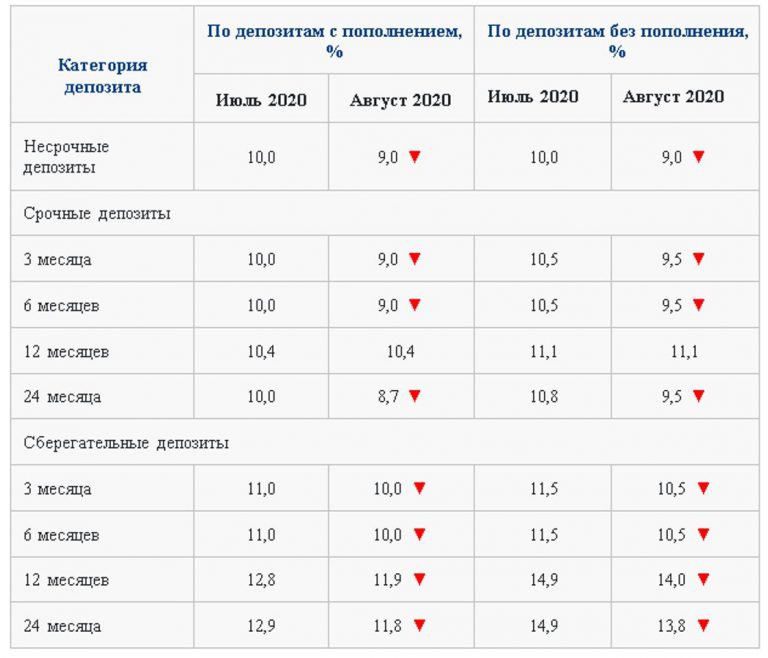 Категория депозита
По депозитам с пополнением, %
По депозитам без пополнения, %
Июль 2020 Август 2020 Июль 2020 Август 2020
Несрочные депозиты 10,0 9,0 ▼ 10,0 9,0 ▼
Срочные депозиты
3 месяца 10,0 9,0 ▼ 10,5 9,5 ▼
6 месяцев 10,0 9,0 ▼ 10,5 9,5 ▼
12 месяцев 10,4 10,4 11,1 11,1
24 месяца 10,0 8,7 ▼ 10,8 9,5 ▼
Сберегательные депозиты
3 месяца 11,0 10,0 ▼ 11,5 10,5 ▼
6 месяцев 11,0 10,0 ▼ 11,5 10,5 ▼
12 месяцев 12,8 11,9 ▼ 14,9 14,0 ▼
24 месяца 12,9 11,8 ▼ 14,9 13,8 ▼